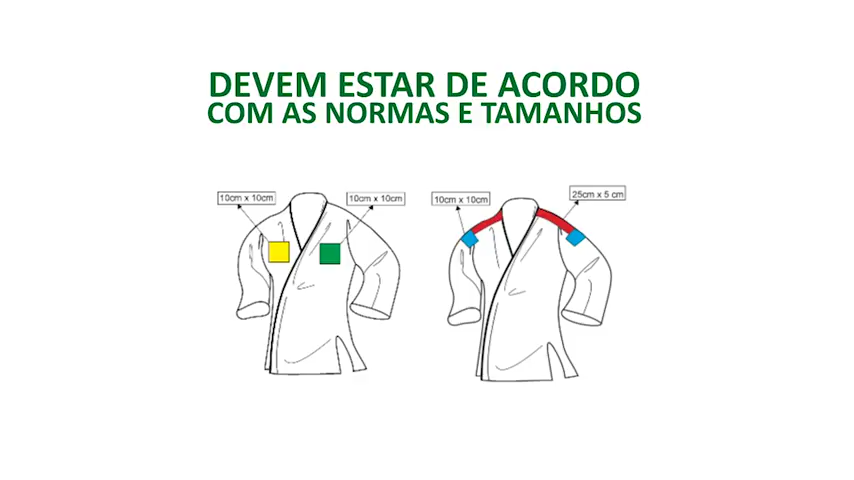 DEVEM ESTAR DE ACORDO
COM AS NORMAS E TAMANHOS
10cm x 10cm
10cm x 10cm
10cm x 10cm
25cm x 5 cm